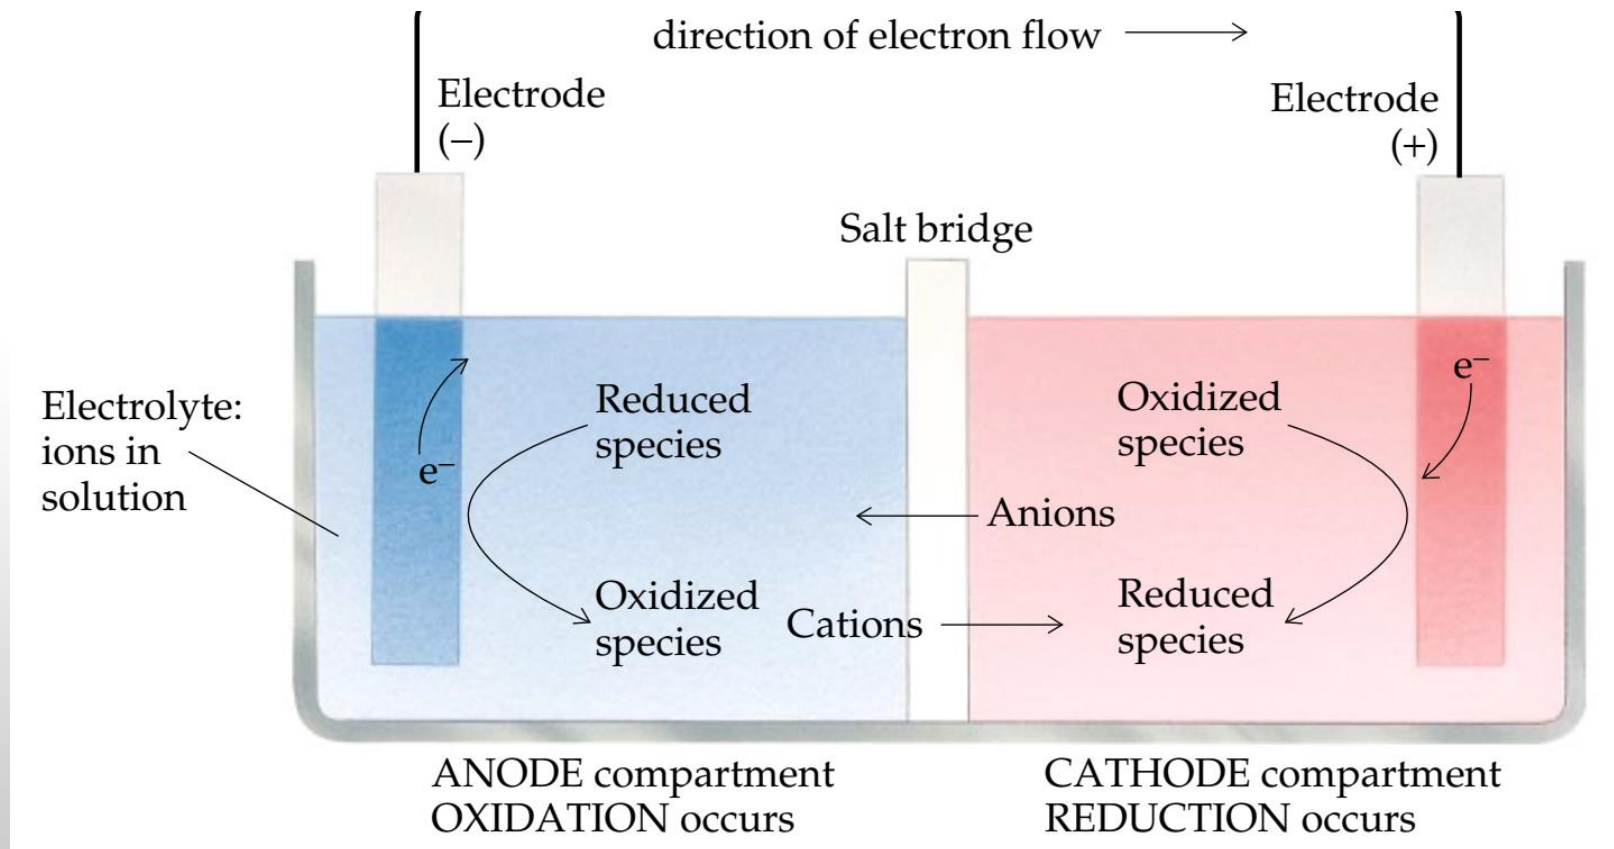 direction of electron flow
Electrode
(–)
Electrode
(+)
Salt bridge
Electrolyte:
ions in
solution
e–
Reduced
species
Oxidized
species
Anions
Cations
Oxidized
species
Reduced
species
e–
ANODE compartment
OXIDATION occurs
CATHODE compartment
REDUCTION occurs